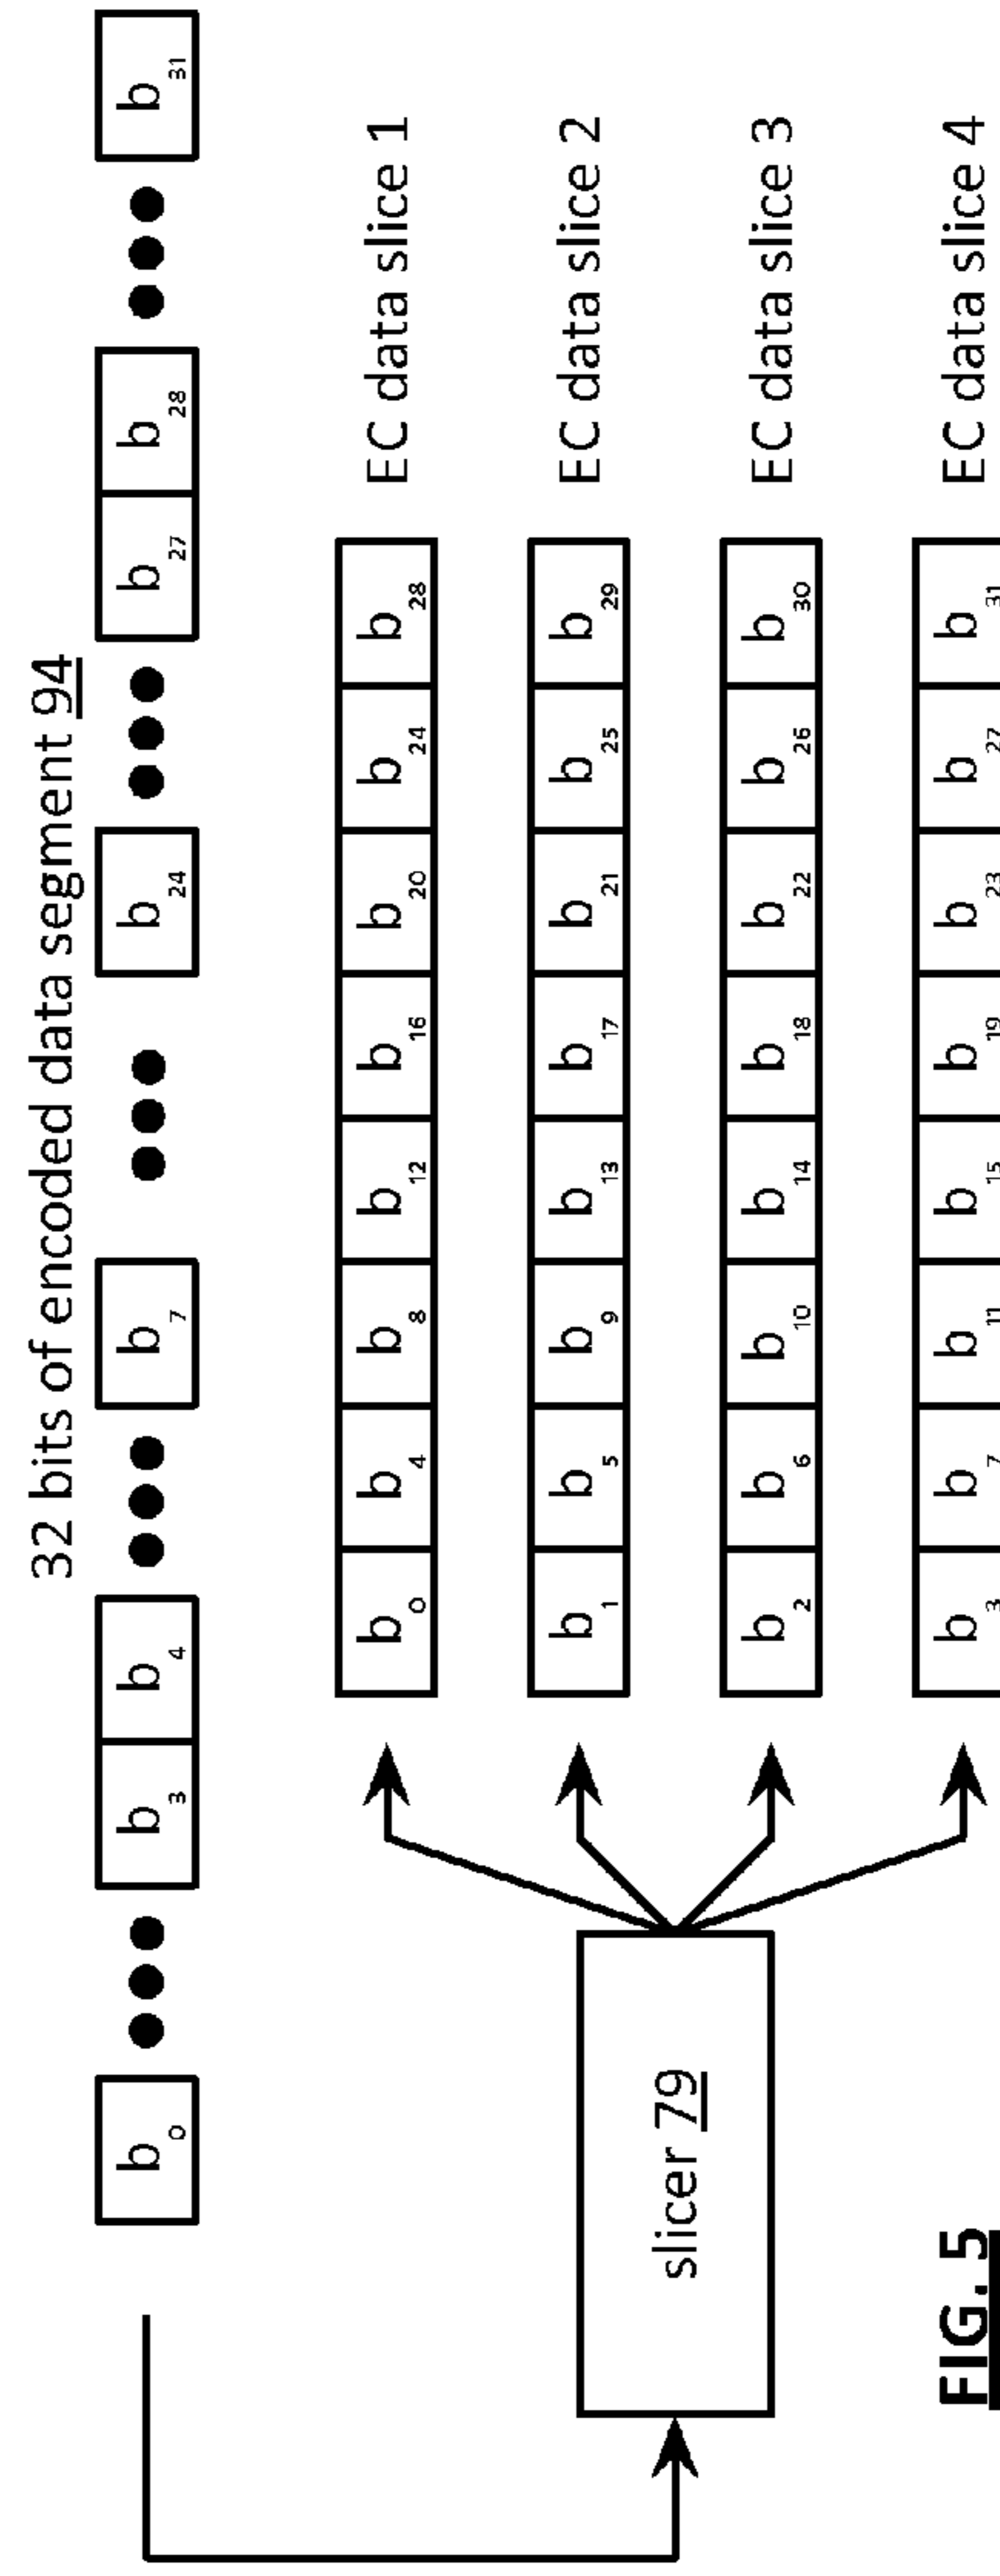 32 bits of encoded data segment 94
b0 ••• b3 b4 ••• b7 ••• b24 ••• b27 b28 ••• b31
b0 b4 b8 b12 b16 b20 b24 b28 EC data slice 1
b1 b5 b9 b13 b17 b21 b25 b29 EC data slice 2
slicer 79
b2 b6 b10 b14 b18 b22 b26 b30 EC data slice 3
b3 b7 b11 b15 b19 b23 b27 b31 EC data slice 4
FIG. 5